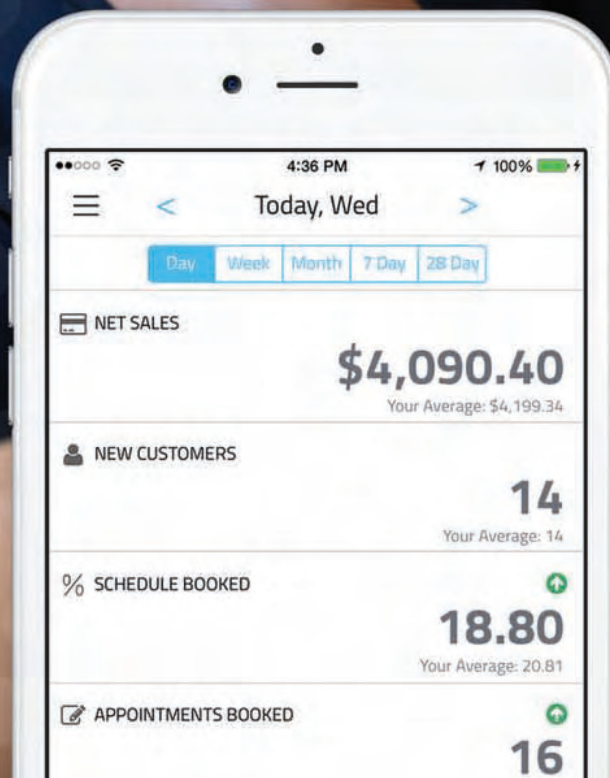 4:36 PM
100%
< Today, Wed >
Day Week Month 7 Day 28 Day
NET SALES
$4,090.40
Your Average: $4,199.34
NEW CUSTOMERS
14
Your Average: 14
% SCHEDULE BOOKED
18.80
Your Average: 20.81
APPOINTMENTS BOOKED
16